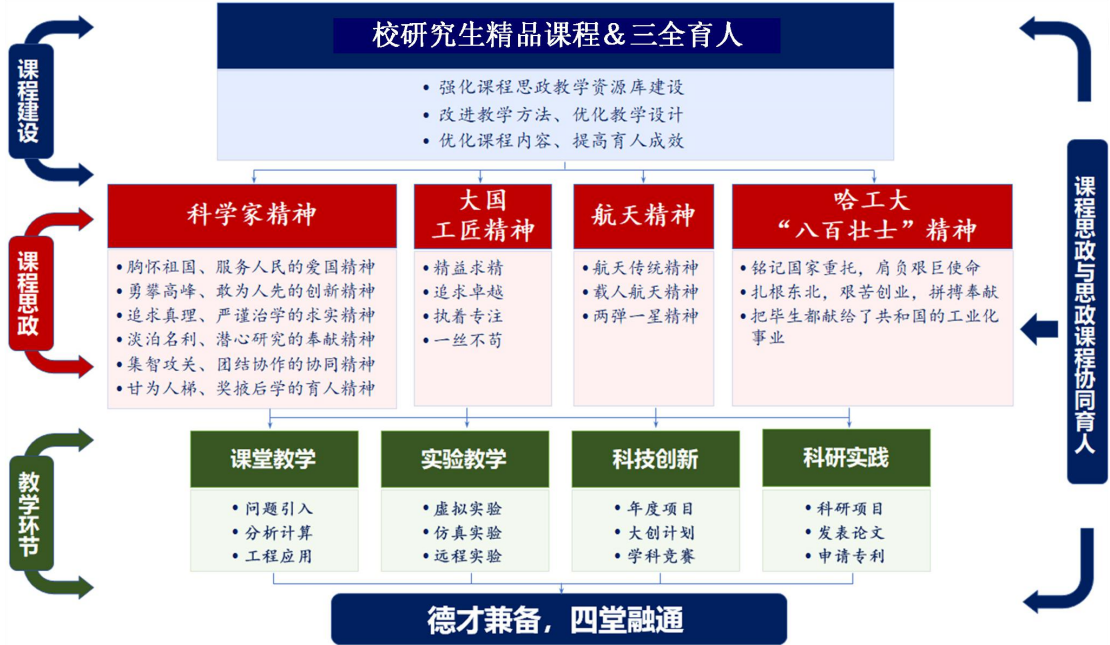 校研究生精品课程＆三全育人
• 强化课程思政教学资源库建设
• 改进教学方法、优化教学设计
• 优化课程内容、提高育人成效
课程建设
科学家精神
• 胸怀祖国、服务人民的爱国精神
• 勇攀高峰、敢为人先的创新精神
• 追求真理、严谨治学的求实精神
• 淡泊名利、潜心研究的奉献精神
• 集智攻关、团结协作的协同精神
• 甘为人梯、奖掖后学的育人精神
大国
工匠精神
• 精益求精
• 追求卓越
• 执着专注
• 一丝不苟
航天精神
• 航天传统精神
• 载人航天精神
• 两弹一星精神
哈工大
“八百壮士”精神
• 铭记国家重托，肩负艰巨使命
• 扎根东北，艰苦创业，拼搏奉献
• 把毕生都献给了共和国的工业化
事业
课程思政
课堂教学
• 问题引入
• 分析计算
• 工程应用
实验教学
• 虚拟实验
• 仿真实验
• 远程实验
科技创新
• 年度项目
• 大创计划
• 学科竞赛
科研实践
• 科研项目
• 发表论文
• 申请专利
教学环节
课程思政与思政课程协同育人
德才兼备，四堂融通